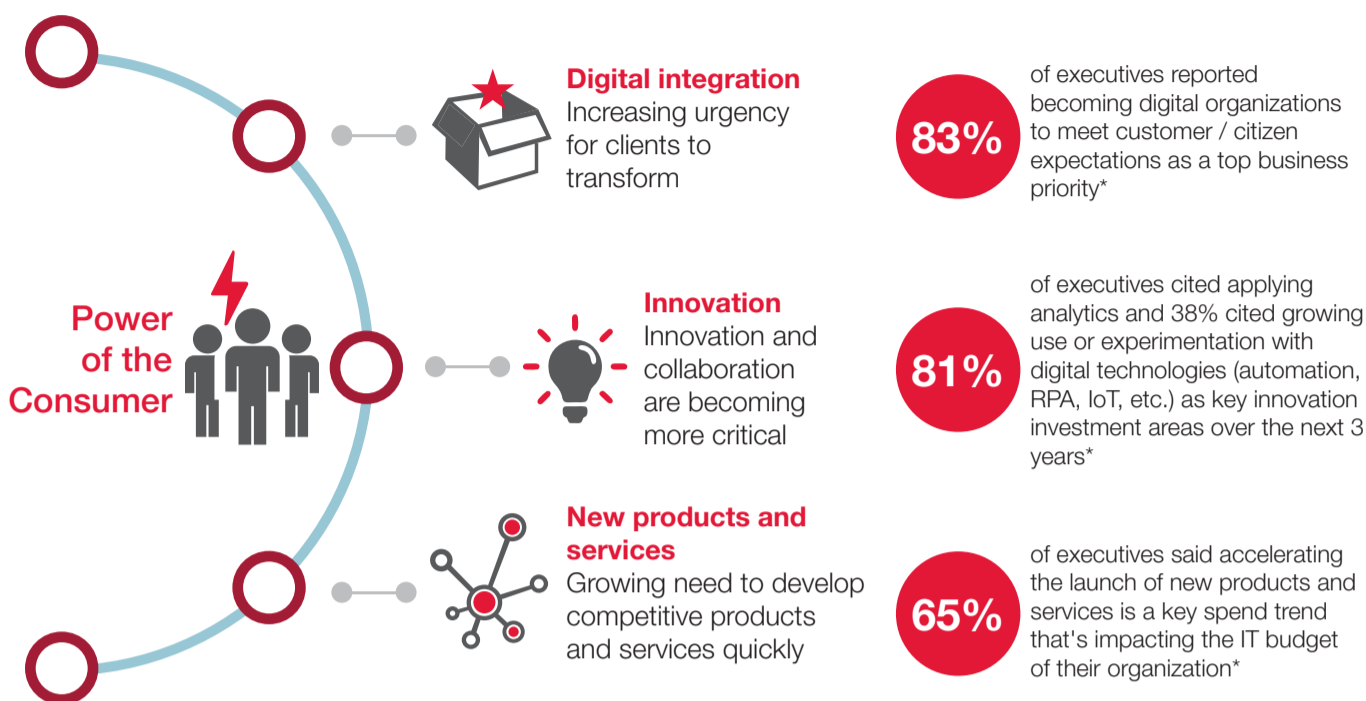 Power
of the
Consumer
Digital integration
Increasing urgency
for clients to
transform
83%
of executives reported
becoming digital organizations
to meet customer / citizen
expectations as a top business
priority*
Innovation
Innovation and
collaboration
are becoming
more critical
81%
of executives cited applying
analytics and 38% cited growing
use or experimentation with
digital technologies (automation,
RPA, IoT, etc.) as key innovation
investment areas over the next 3
years*
New products and
services
Growing need to develop
competitive products
and services quickly
65%
of executives said accelerating
the launch of new products and
services is a key spend trend
that's impacting the IT budget
of their organization*